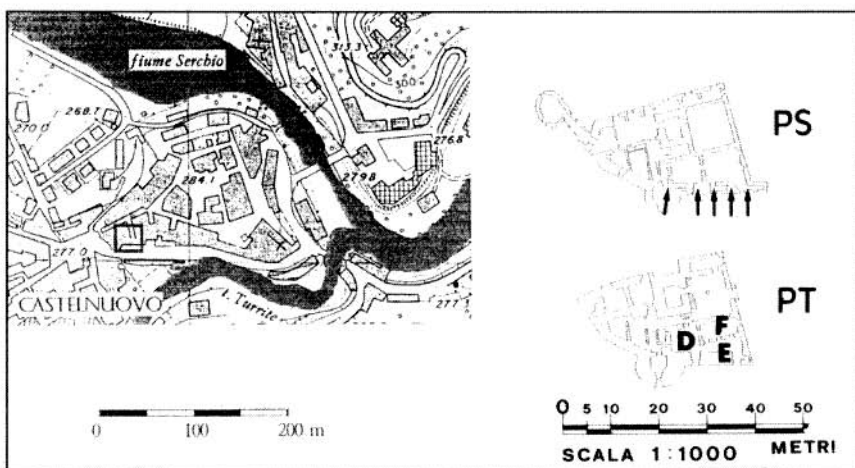 fiume Serchio
313.3
300
270.0
268.7
276.8
284.1
279.8
277.0
CASTELNUOVO
t. Turrite
0 100 200 m
PS
PT
D
F
E
0 5 10 20 30 40 50
SCALA 1:1000 METRI